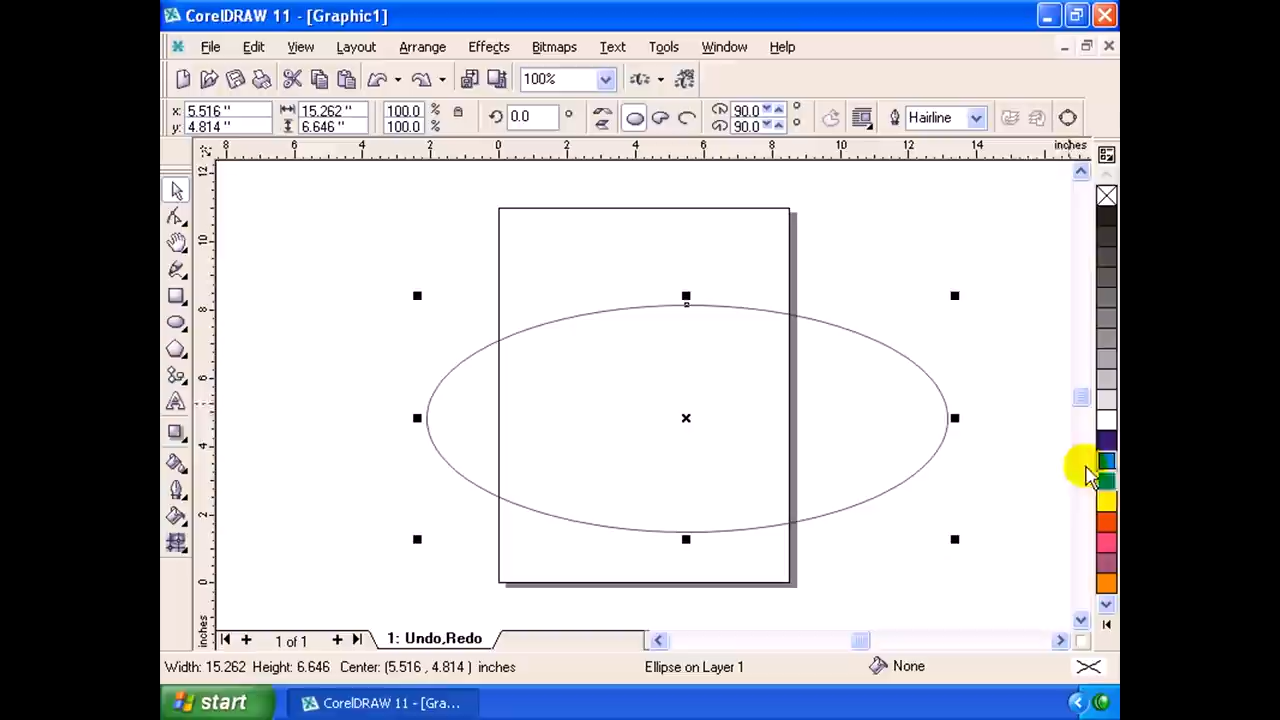 CorelDRAW 11 - [Graphic1]
File Edit View Layout Arrange Effects Bitmaps Text Tools Window Help
100%
x: 5.516 " 15.262 " 100.0 % 0.0 ° 90.0 ° Hairline
y: 4.814 " 6.646 " 100.0 % 90.0 °
8 6 4 2 0 2 4 6 8 10 12 14 inches
12
10
8
6
4
2
0
inches
1 of 1 1: Undo,Redo
Width: 15.262 Height: 6.646 Center: (5.516 , 4.814 ) inches Ellipse on Layer 1 None
start CorelDRAW 11 - [Gra...